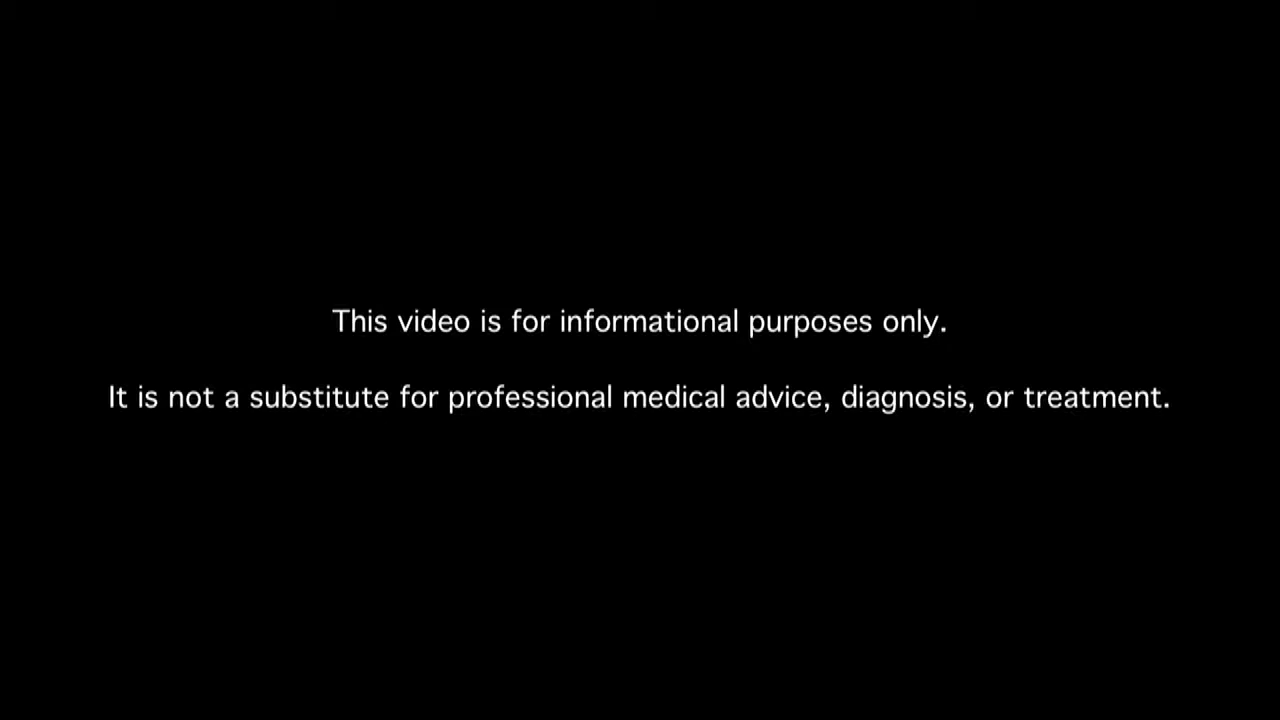 This video is for informational purposes only.
It is not a substitute for professional medical advice, diagnosis, or treatment.